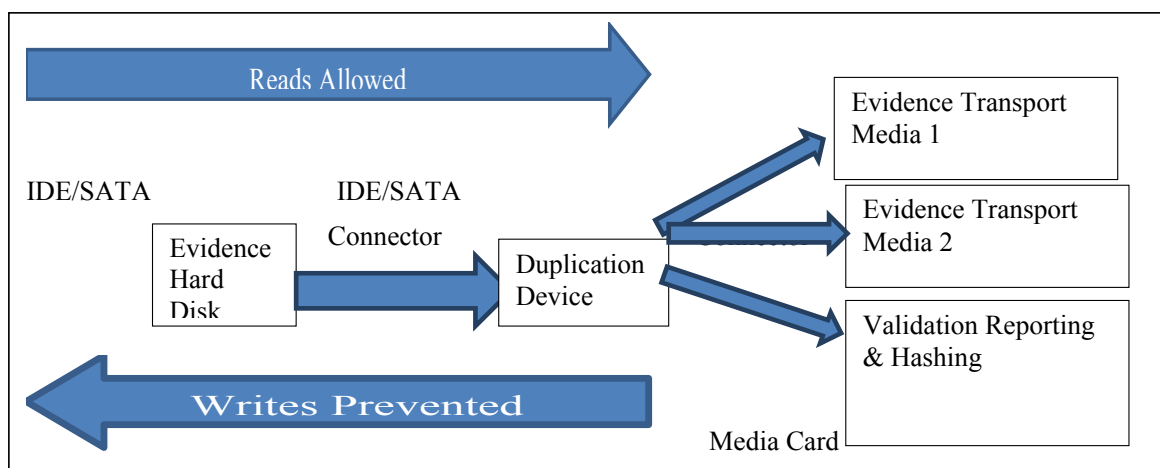 Reads Allowed
Evidence Transport
Media 1
IDE/SATA
IDE/SATA
Connector
Evidence
Hard
Disk
Duplication
Device
Evidence Transport
Media 2
Validation Reporting
& Hashing
Writes Prevented
Media Card